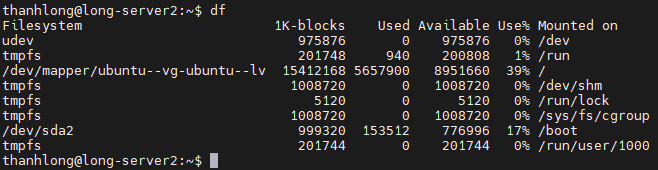 thanhlong@long-server2:~$ df
Filesystem                        1K-blocks    Used Available Use% Mounted on
udev                                 975876       0    975876   0% /dev
tmpfs                                201748     940    200808   1% /run
/dev/mapper/ubuntu--vg-ubuntu--lv  15412168 5657900   8951660  39% /
tmpfs                               1008720       0   1008720   0% /dev/shm
tmpfs                                  5120       0      5120   0% /run/lock
tmpfs                               1008720       0   1008720   0% /sys/fs/cgroup
/dev/sda2                            999320  153512    776996  17% /boot
tmpfs                                201744       0    201744   0% /run/user/1000
thanhlong@long-server2:~$